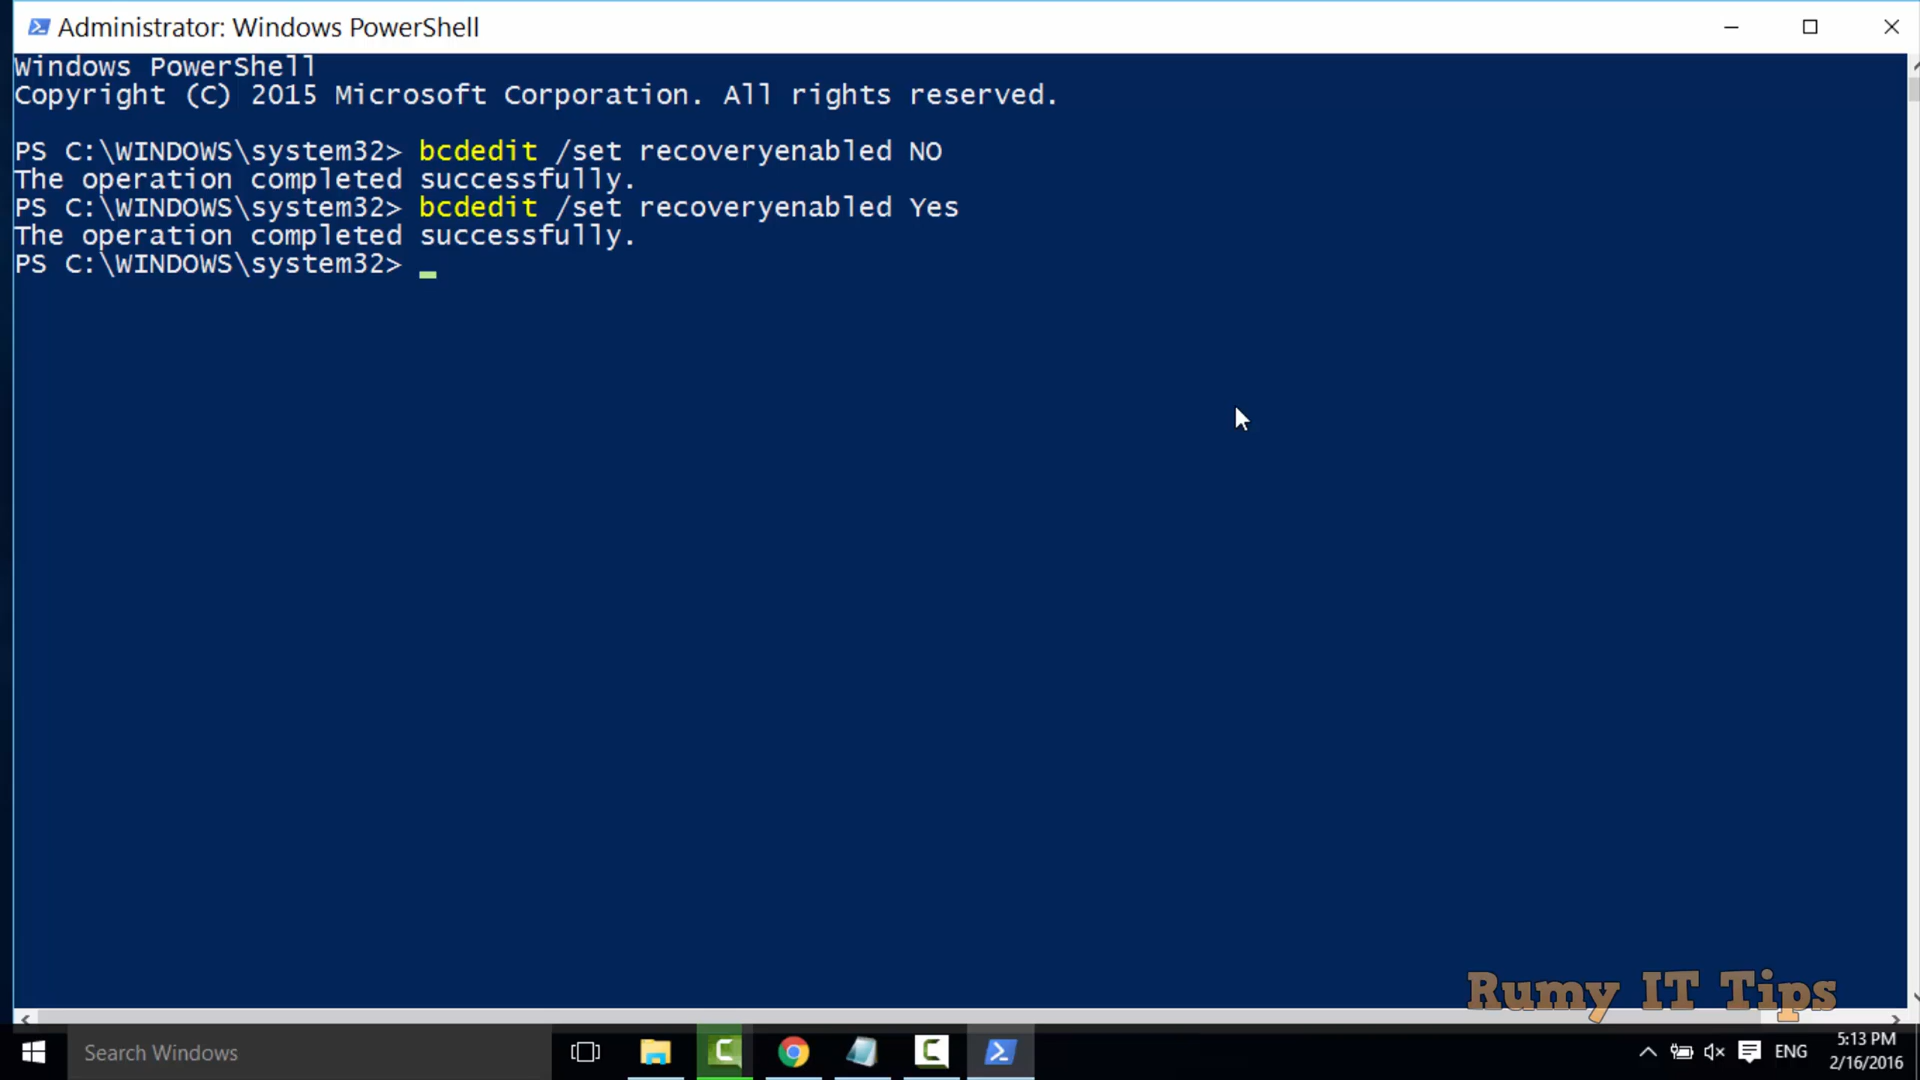 Administrator: Windows PowerShell
Windows PowerShell
Copyright (C) 2015 Microsoft Corporation. All rights reserved.
PS C:\WINDOWS\system32> bcdedit /set recoveryenabled NO
The operation completed successfully.
PS C:\WINDOWS\system32> bcdedit /set recoveryenabled Yes
The operation completed successfully.
PS C:\WINDOWS\system32>
Rumy IT Tips
Search Windows
ENG
5:13 PM
2/16/2016